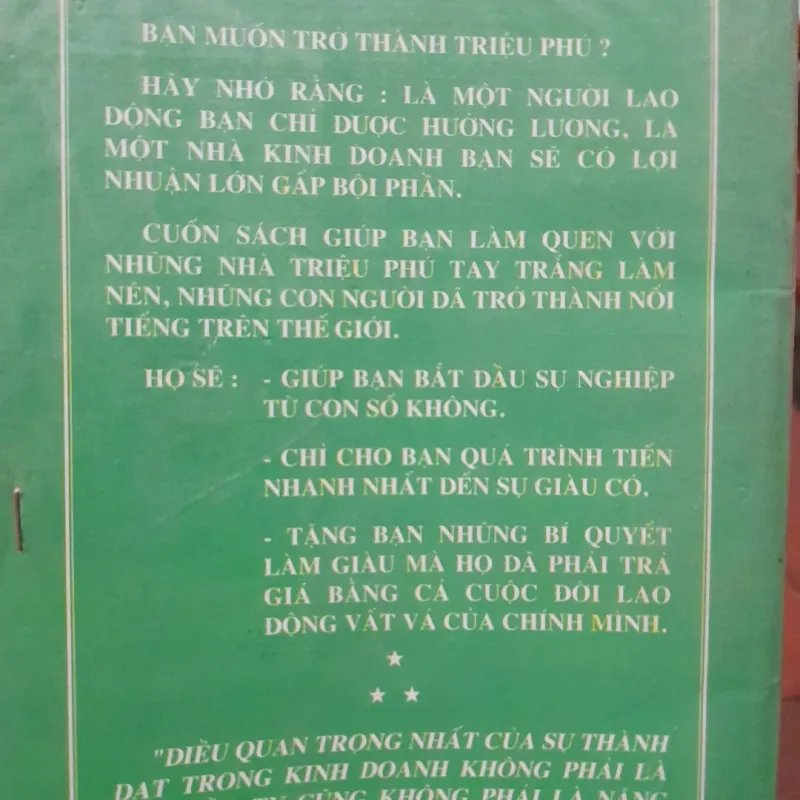 BẠN MUỐN TRỞ THÀNH TRIỆU PHÚ ?
HÃY NHỚ RẰNG : LÀ MỘT NGƯỜI LAO
ĐỘNG BẠN CHỈ ĐƯỢC HƯỞNG LƯƠNG, LÀ
MỘT NHÀ KINH DOANH BẠN SẼ CÓ LỢI
NHUẬN LỚN GẤP BỘI PHẦN.
CUỐN SÁCH GIÚP BẠN LÀM QUEN VỚI
NHỮNG NHÀ TRIỆU PHÚ TAY TRẮNG LÀM
NÊN, NHỮNG CON NGƯỜI ĐÃ TRỞ THÀNH NỔI
TIẾNG TRÊN THẾ GIỚI.
HỌ SẼ : - GIÚP BẠN BẮT ĐẦU SỰ NGHIỆP
TỪ CON SỐ KHÔNG.
- CHỈ CHO BẠN QUÁ TRÌNH TIẾN
NHANH NHẤT ĐẾN SỰ GIÀU CÓ.
- TẶNG BẠN NHỮNG BÍ QUYẾT
LÀM GIÀU MÀ HỌ ĐÃ PHẢI TRẢ
GIÁ BẰNG CẢ CUỘC ĐỜI LAO
ĐỘNG VẤT VẢ CỦA CHÍNH MÌNH.
"ĐIỀU QUAN TRỌNG NHẤT CỦA SỰ THÀNH
ĐẠT TRONG KINH DOANH KHÔNG PHẢI LÀ
CŨNG KHÔNG PHẢI LÀ NĂNG